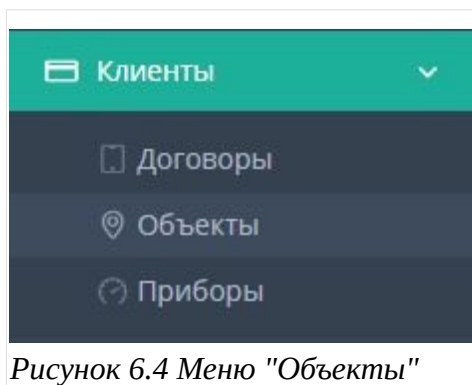 Клиенты
Договоры
Объекты
Приборы
Рисунок 6.4 Меню "Объекты"